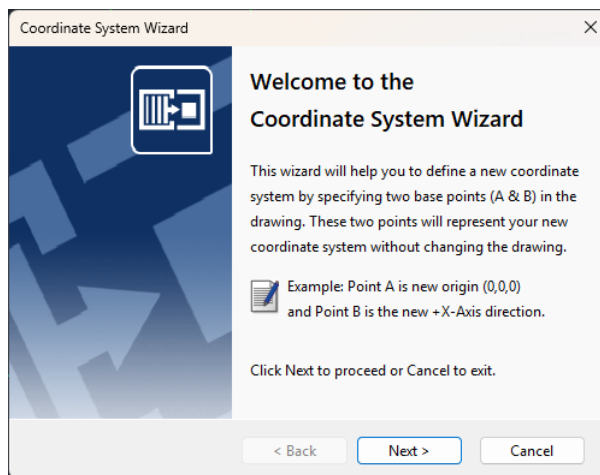 Coordinate System Wizard
Welcome to the
Coordinate System Wizard
This wizard will help you to define a new coordinate
system by specifying two base points (A & B) in the
drawing. These two points will represent your new
coordinate system without changing the drawing.
Example: Point A is new origin (0,0,0)
and Point B is the new +X-Axis direction.
Click Next to proceed or Cancel to exit.
< Back
Next >
Cancel